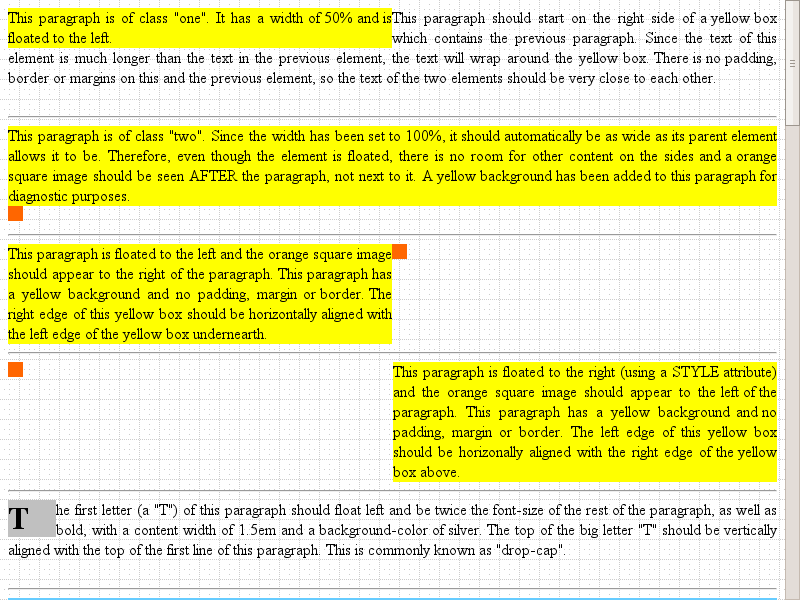 This paragraph is of class "one". It has a width of 50% and is
floated to the left.
This paragraph should start on the right side of a yellow box
which contains the previous paragraph. Since the text of this
element is much longer than the text in the previous element, the text will wrap around the yellow box. There is no padding,
border or margins on this and the previous element, so the text of the two elements should be very close to each other.
This paragraph is of class "two". Since the width has been set to 100%, it should automatically be as wide as its parent element
allows it to be. Therefore, even though the element is floated, there is no room for other content on the sides and a orange
square image should be seen AFTER the paragraph, not next to it. A yellow background has been added to this paragraph for
diagnostic purposes.
This paragraph is floated to the left and the orange square image
should appear to the right of the paragraph. This paragraph has
a yellow background and no padding, margin or border. The
right edge of this yellow box should be horizontally aligned with
the left edge of the yellow box undernearth.
This paragraph is floated to the right (using a STYLE attribute)
and the orange square image should appear to the left of the
paragraph. This paragraph has a yellow background and no
padding, margin or border. The left edge of this yellow box
should be horizonally aligned with the right edge of the yellow
box above.
The first letter (a "T") of this paragraph should float left and be twice the font-size of the rest of the paragraph, as well as
bold, with a content width of 1.5em and a background-color of silver. The top of the big letter "T" should be vertically
aligned with the top of the first line of this paragraph. This is commonly known as "drop-cap".